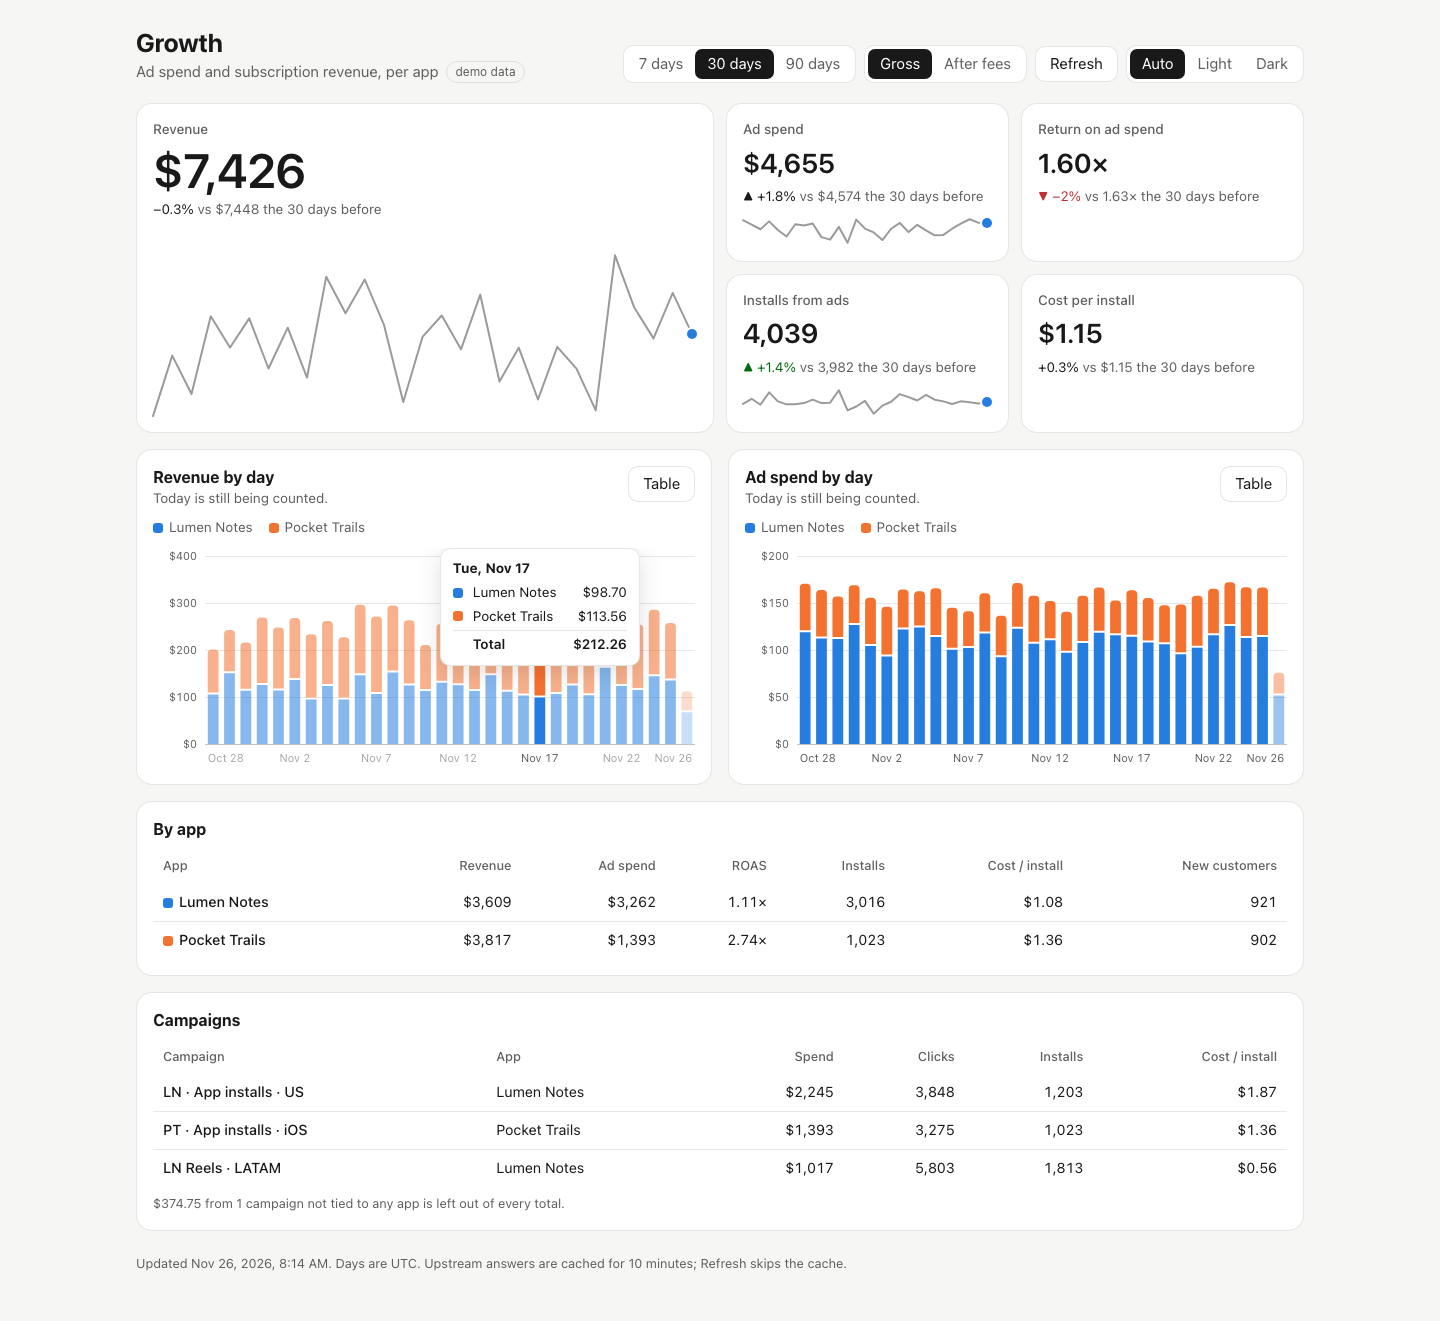 Growth
Ad spend and subscription revenue, per app demo data
7 days 30 days 90 days Gross After fees Refresh Auto Light Dark
Revenue
$7,426
−0.3% vs $7,448 the 30 days before
Ad spend
$4,655
▲ +1.8% vs $4,574 the 30 days before
Return on ad spend
1.60×
▼ −2% vs 1.63× the 30 days before
Installs from ads
4,039
▲ +1.4% vs 3,982 the 30 days before
Cost per install
$1.15
+0.3% vs $1.15 the 30 days before
Revenue by day
Today is still being counted.
Table
Lumen Notes Pocket Trails
$400
$300
$200
$100
$0
Oct 28 Nov 2 Nov 7 Nov 12 Nov 17 Nov 22 Nov 26
Tue, Nov 17
Lumen Notes $98.70
Pocket Trails $113.56
Total $212.26
Ad spend by day
Today is still being counted.
Table
Lumen Notes Pocket Trails
$200
$150
$100
$50
$0
Oct 28 Nov 2 Nov 7 Nov 12 Nov 17 Nov 22 Nov 26
By app
App Revenue Ad spend ROAS Installs Cost / install New customers
Lumen Notes $3,609 $3,262 1.11× 3,016 $1.08 921
Pocket Trails $3,817 $1,393 2.74× 1,023 $1.36 902
Campaigns
Campaign App Spend Clicks Installs Cost / install
LN · App installs · US Lumen Notes $2,245 3,848 1,203 $1.87
PT · App installs · iOS Pocket Trails $1,393 3,275 1,023 $1.36
LN Reels · LATAM Lumen Notes $1,017 5,803 1,813 $0.56
$374.75 from 1 campaign not tied to any app is left out of every total.
Updated Nov 26, 2026, 8:14 AM. Days are UTC. Upstream answers are cached for 10 minutes; Refresh skips the cache.